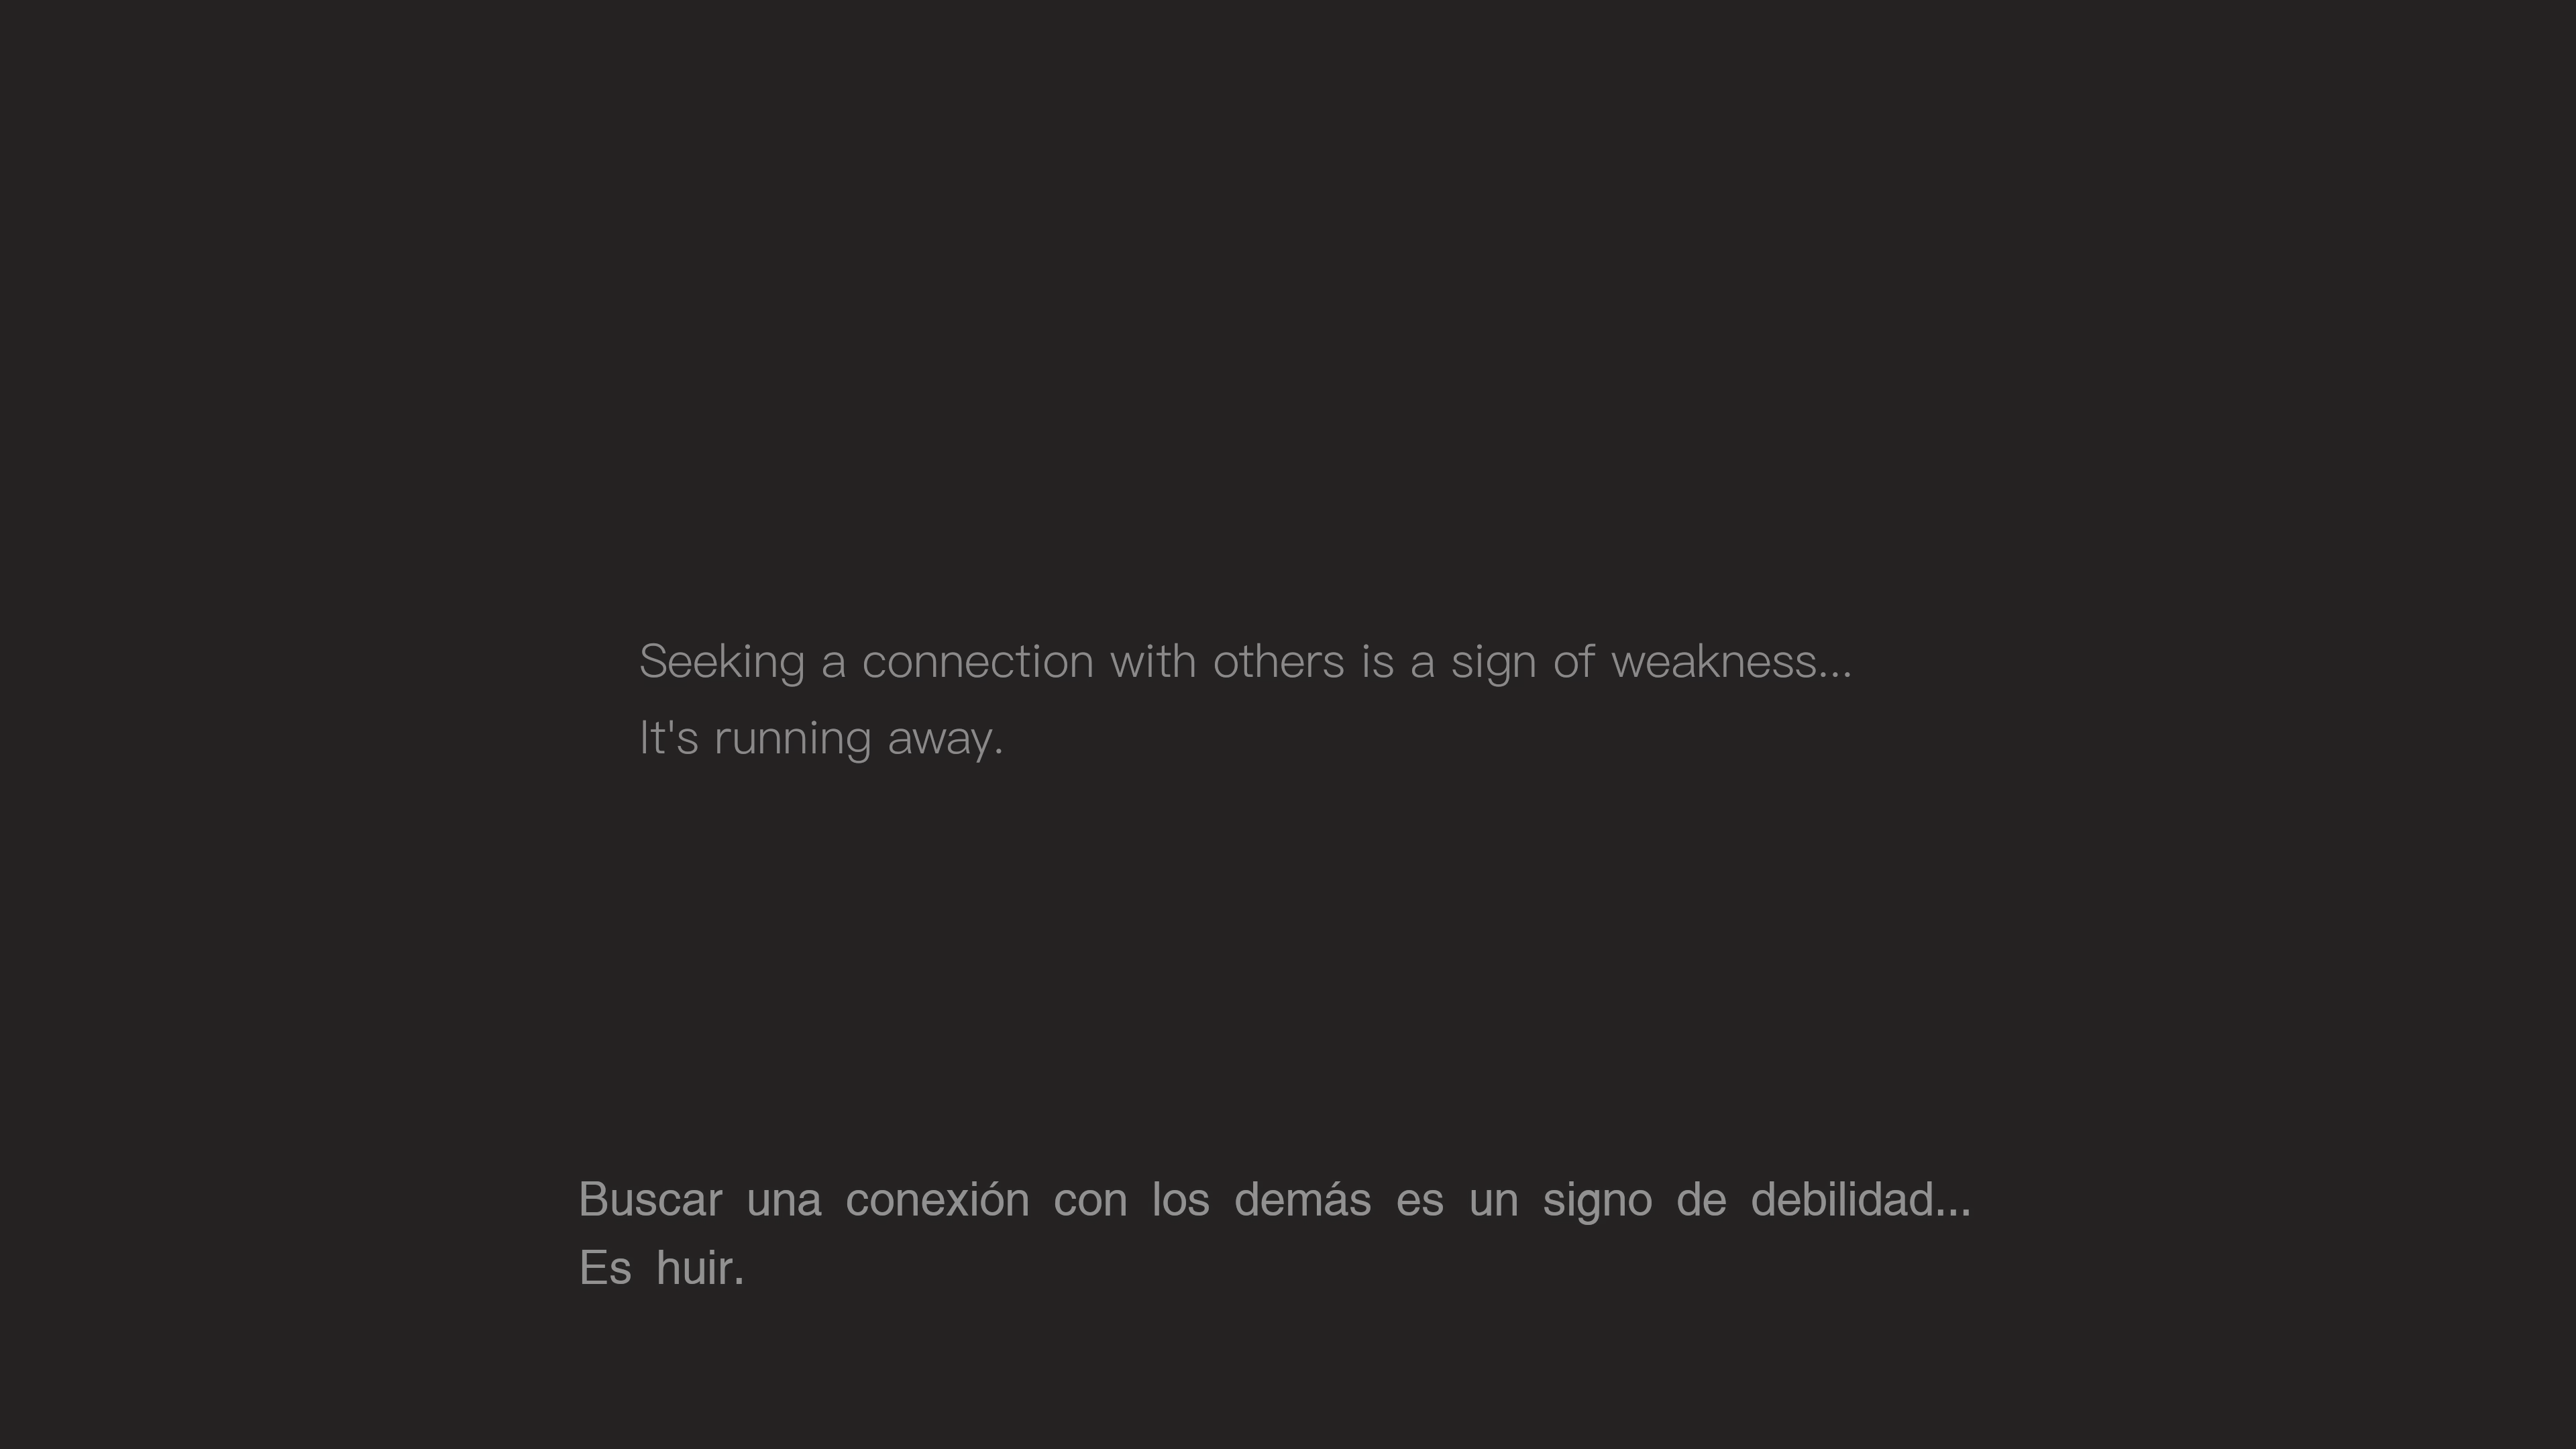 Seeking a connection with others is a sign of weakness...
It's running away.
Buscar una conexión con los demás es un signo de debilidad...
Es huir.